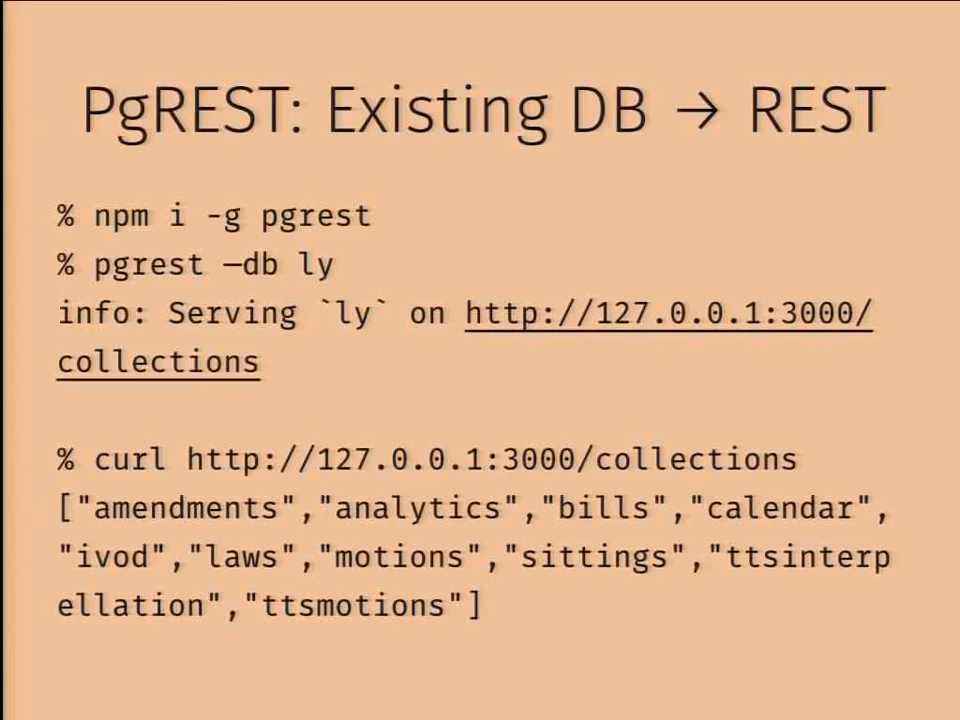 PgREST: Existing DB → REST
% npm i -g pgrest
% pgrest —db ly
info: Serving `ly` on http://127.0.0.1:3000/
collections
% curl http://127.0.0.1:3000/collections
["amendments","analytics","bills","calendar",
"ivod","laws","motions","sittings","ttsinterp
ellation","ttsmotions"]